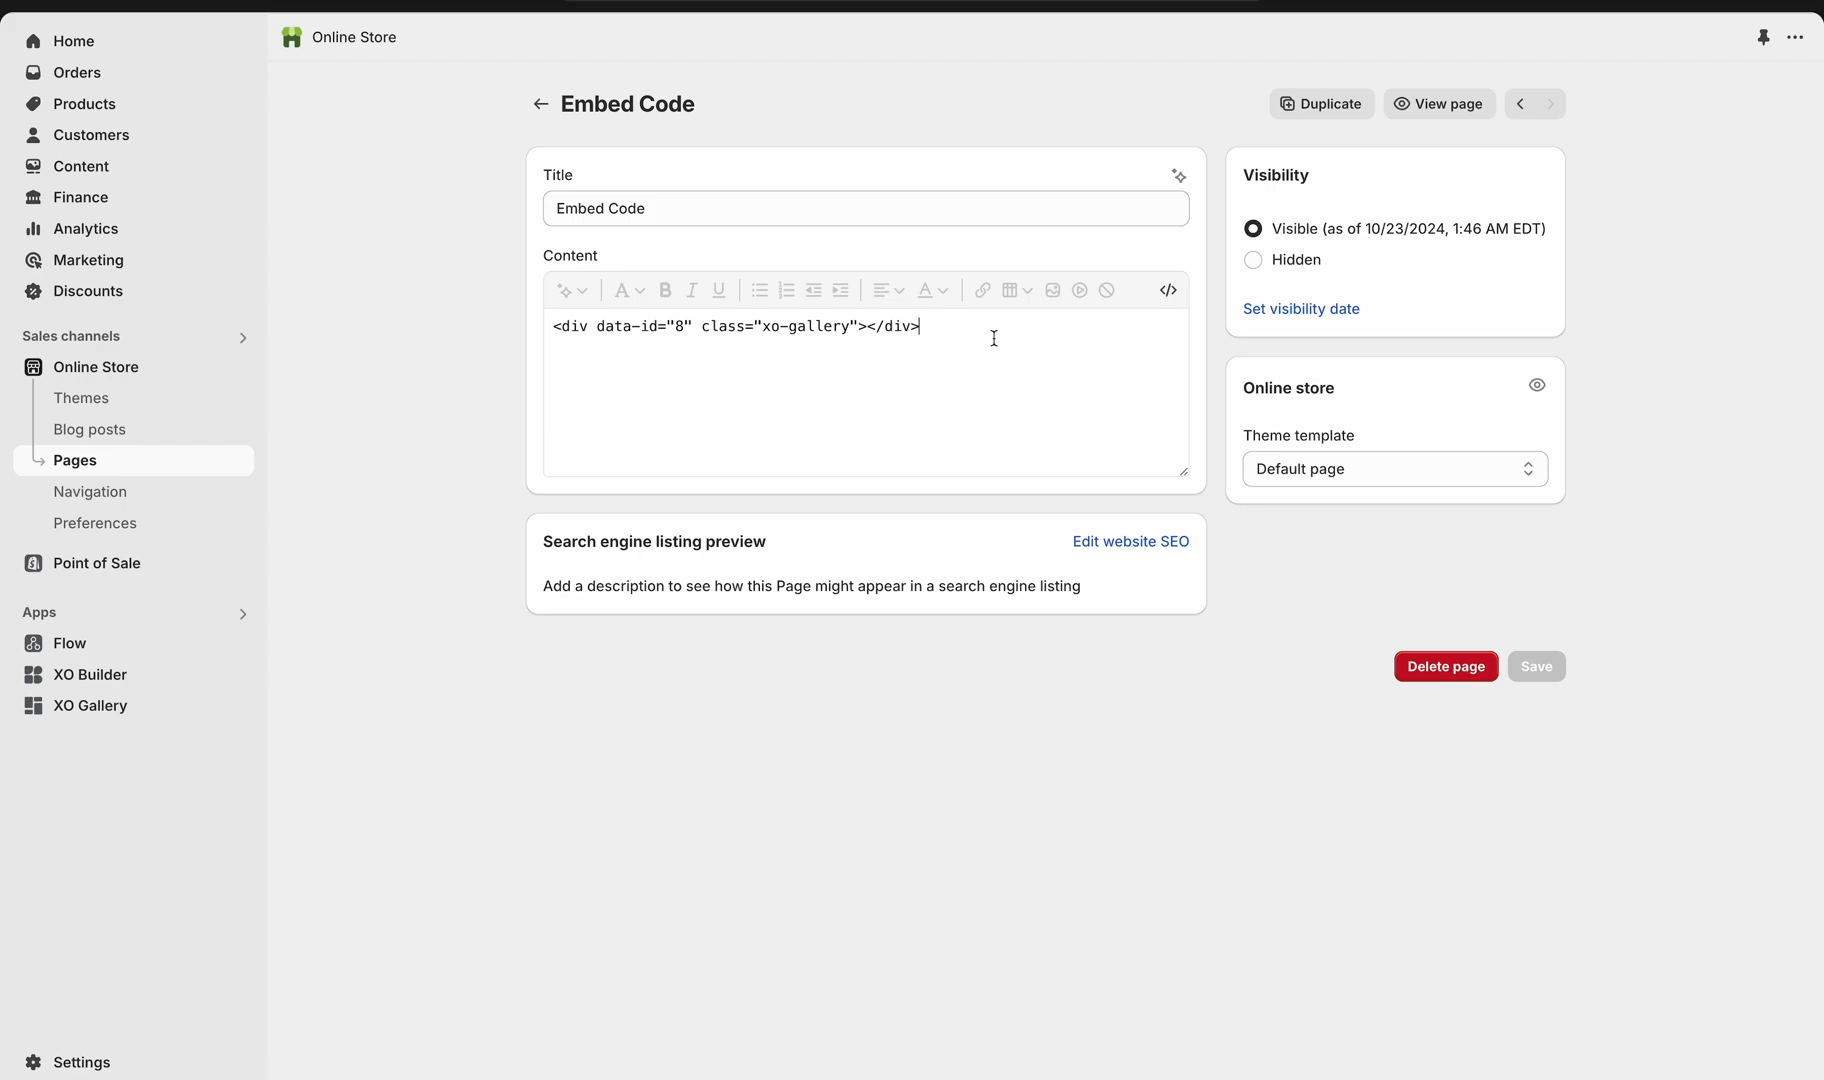 Home
Orders
Products
Customers
Content
Finance
Analytics
Marketing
Discounts
Sales channels
Online Store
Themes
Blog posts
Pages
Navigation
Preferences
Point of Sale
Apps
Flow
XO Builder
XO Gallery
Settings
Online Store
Embed Code
Duplicate
View page
Title
Embed Code
Content
<div data-id="8" class="xo-gallery"></div>
Search engine listing preview
Edit website SEO
Add a description to see how this Page might appear in a search engine listing
Visibility
Visible (as of 10/23/2024, 1:46 AM EDT)
Hidden
Set visibility date
Online store
Theme template
Default page
Delete page
Save